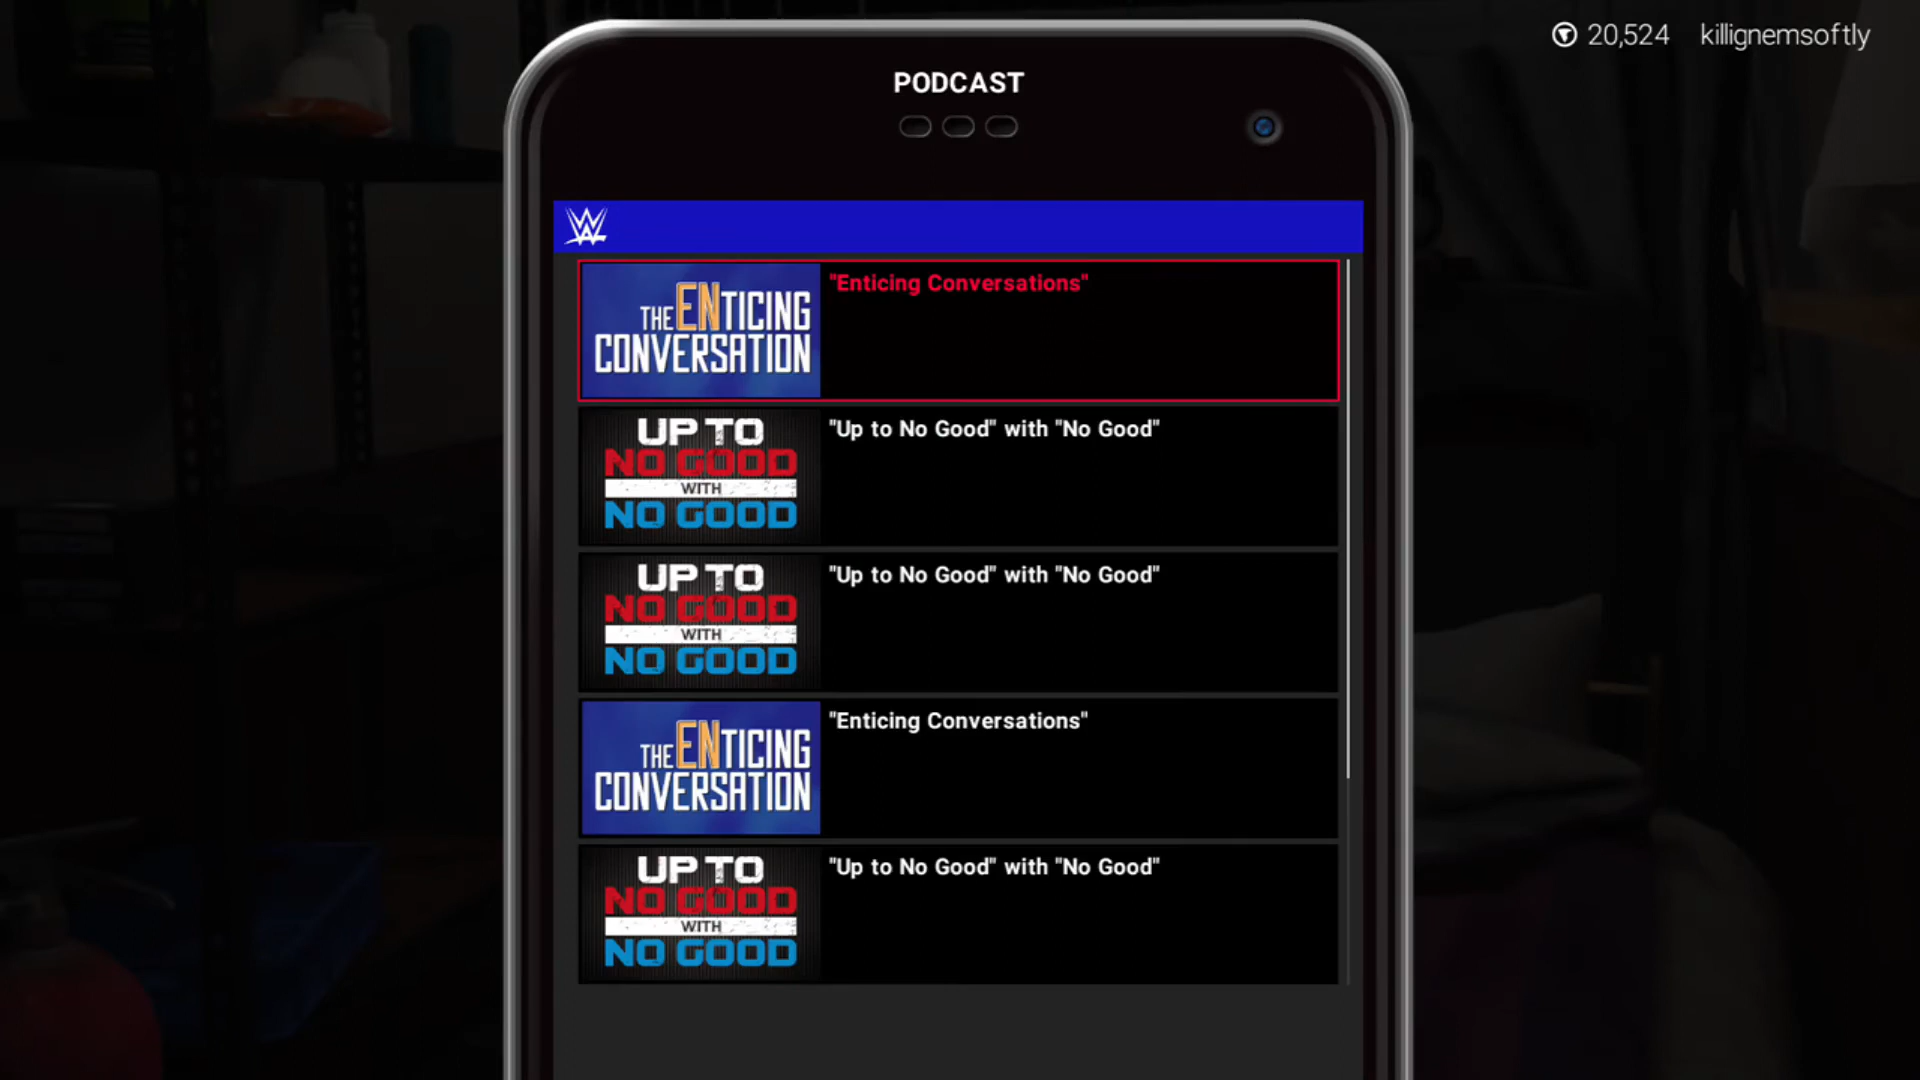 20,524 killignemsoftly
PODCAST
W
THE ENTICING
CONVERSATION
"Enticing Conversations"
UP TO
NO GOOD
WITH
NO GOOD
"Up to No Good" with "No Good"
UP TO
NO GOOD
WITH
NO GOOD
"Up to No Good" with "No Good"
THE ENTICING
CONVERSATION
"Enticing Conversations"
UP TO
NO GOOD
WITH
NO GOOD
"Up to No Good" with "No Good"